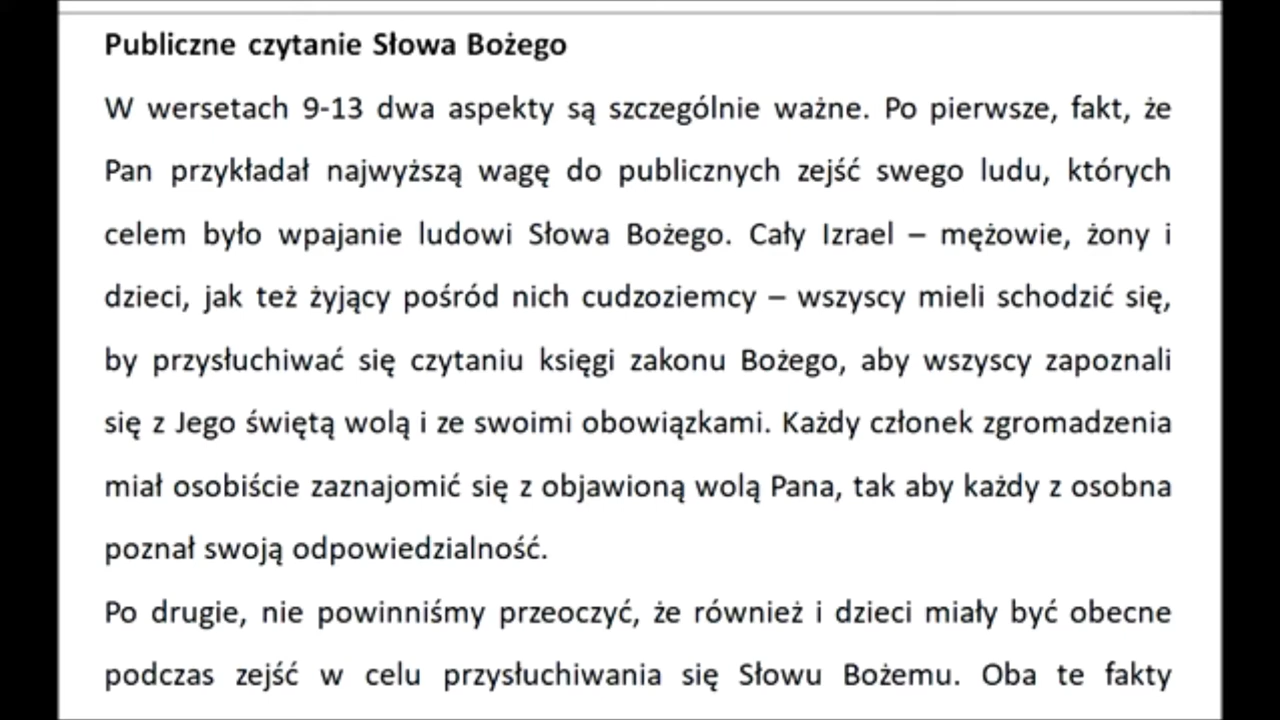 Publiczne czytanie Słowa Bożego
W wersetach 9-13 dwa aspekty są szczególnie ważne. Po pierwsze, fakt, że
Pan przykładał najwyższą wagę do publicznych zejść swego ludu, których
celem było wpajanie ludowi Słowa Bożego. Cały Izrael – mężowie, żony i
dzieci, jak też żyjący pośród nich cudzoziemcy – wszyscy mieli schodzić się,
by przysłuchiwać się czytaniu księgi zakonu Bożego, aby wszyscy zapoznali
się z Jego świętą wolą i ze swoimi obowiązkami. Każdy członek zgromadzenia
miał osobiście zaznajomić się z objawioną wolą Pana, tak aby każdy z osobna
poznał swoją odpowiedzialność.
Po drugie, nie powinniśmy przeoczyć, że również i dzieci miały być obecne
podczas zejść w celu przysłuchiwania się Słowu Bożemu. Oba te fakty